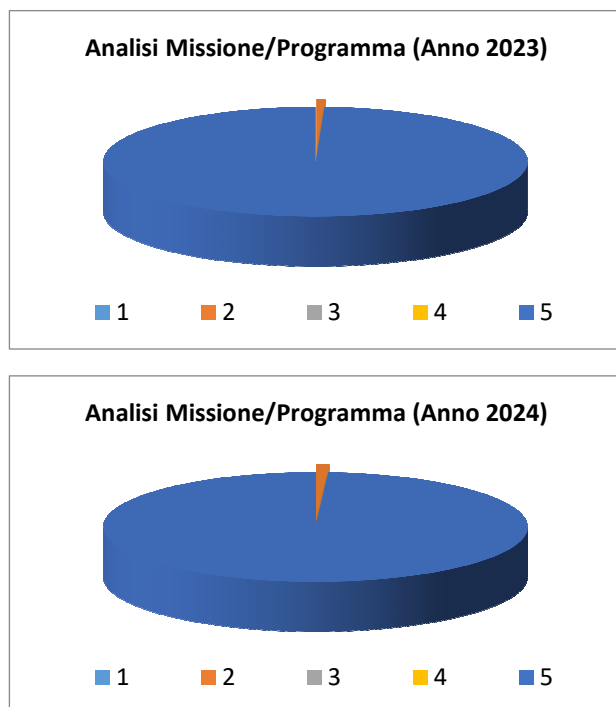 Analisi Missione/Programma (Anno 2023)
1 2 3 4 5
Analisi Missione/Programma (Anno 2024)
1 2 3 4 5